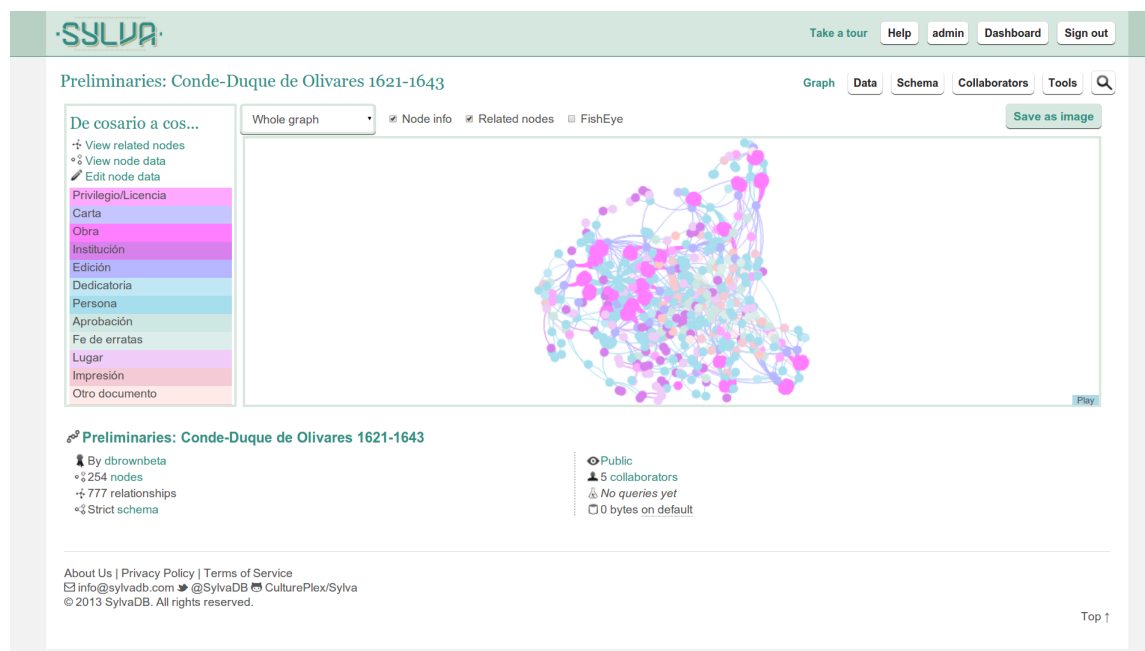 ·SYLVA·
Take a tour Help admin Dashboard Sign out
Preliminaries: Conde-Duque de Olivares 1621-1643
Graph Data Schema Collaborators Tools
De cosario a cos...
View related nodes
View node data
Edit node data
Privilegio/Licencia
Carta
Obra
Institución
Edición
Dedicatoria
Persona
Aprobación
Fe de erratas
Lugar
Impresión
Otro documento
Whole graph Node info Related nodes FishEye
Save as image
Play
Preliminaries: Conde-Duque de Olivares 1621-1643
By dbrownbeta
254 nodes
777 relationships
Strict schema
Public
5 collaborators
No queries yet
0 bytes on default
About Us | Privacy Policy | Terms of Service
info@sylvadb.com @SylvaDB CulturePlex/Sylva
© 2013 SylvaDB. All rights reserved.
Top ↑